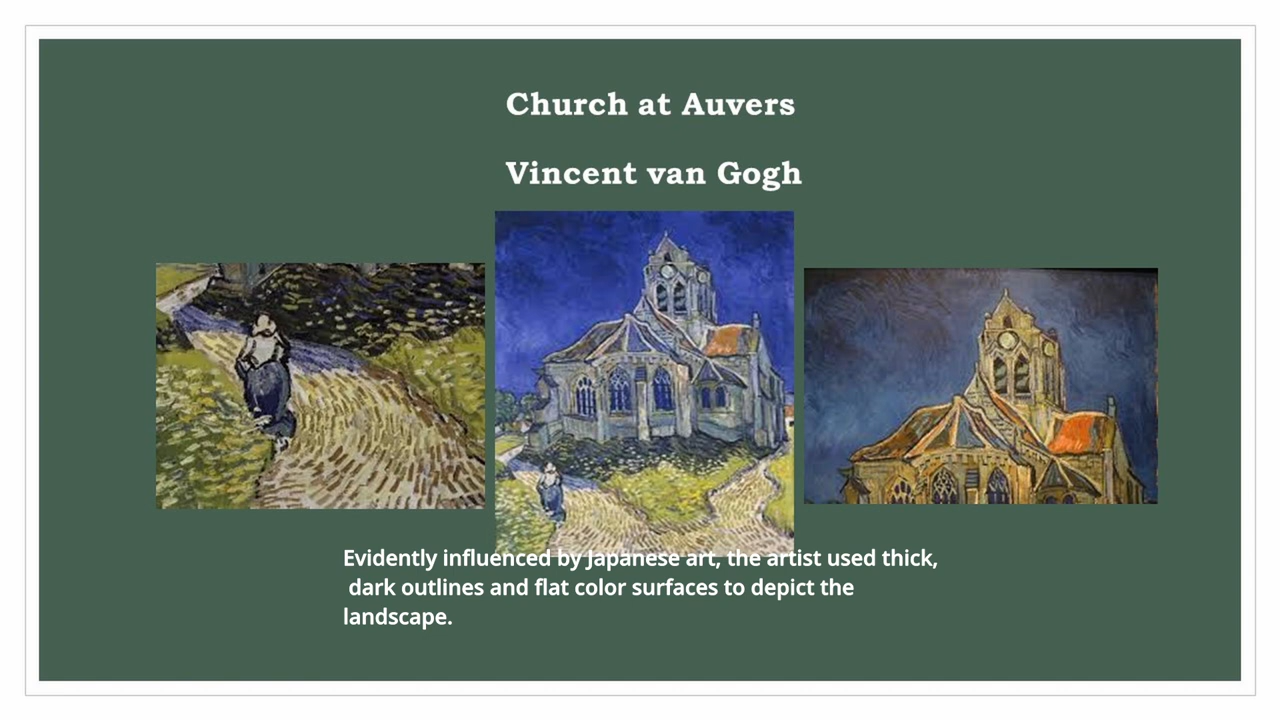 Church at Auvers
Vincent van Gogh
Evidently influenced by Japanese art, the artist used thick,
dark outlines and flat color surfaces to depict the
landscape.